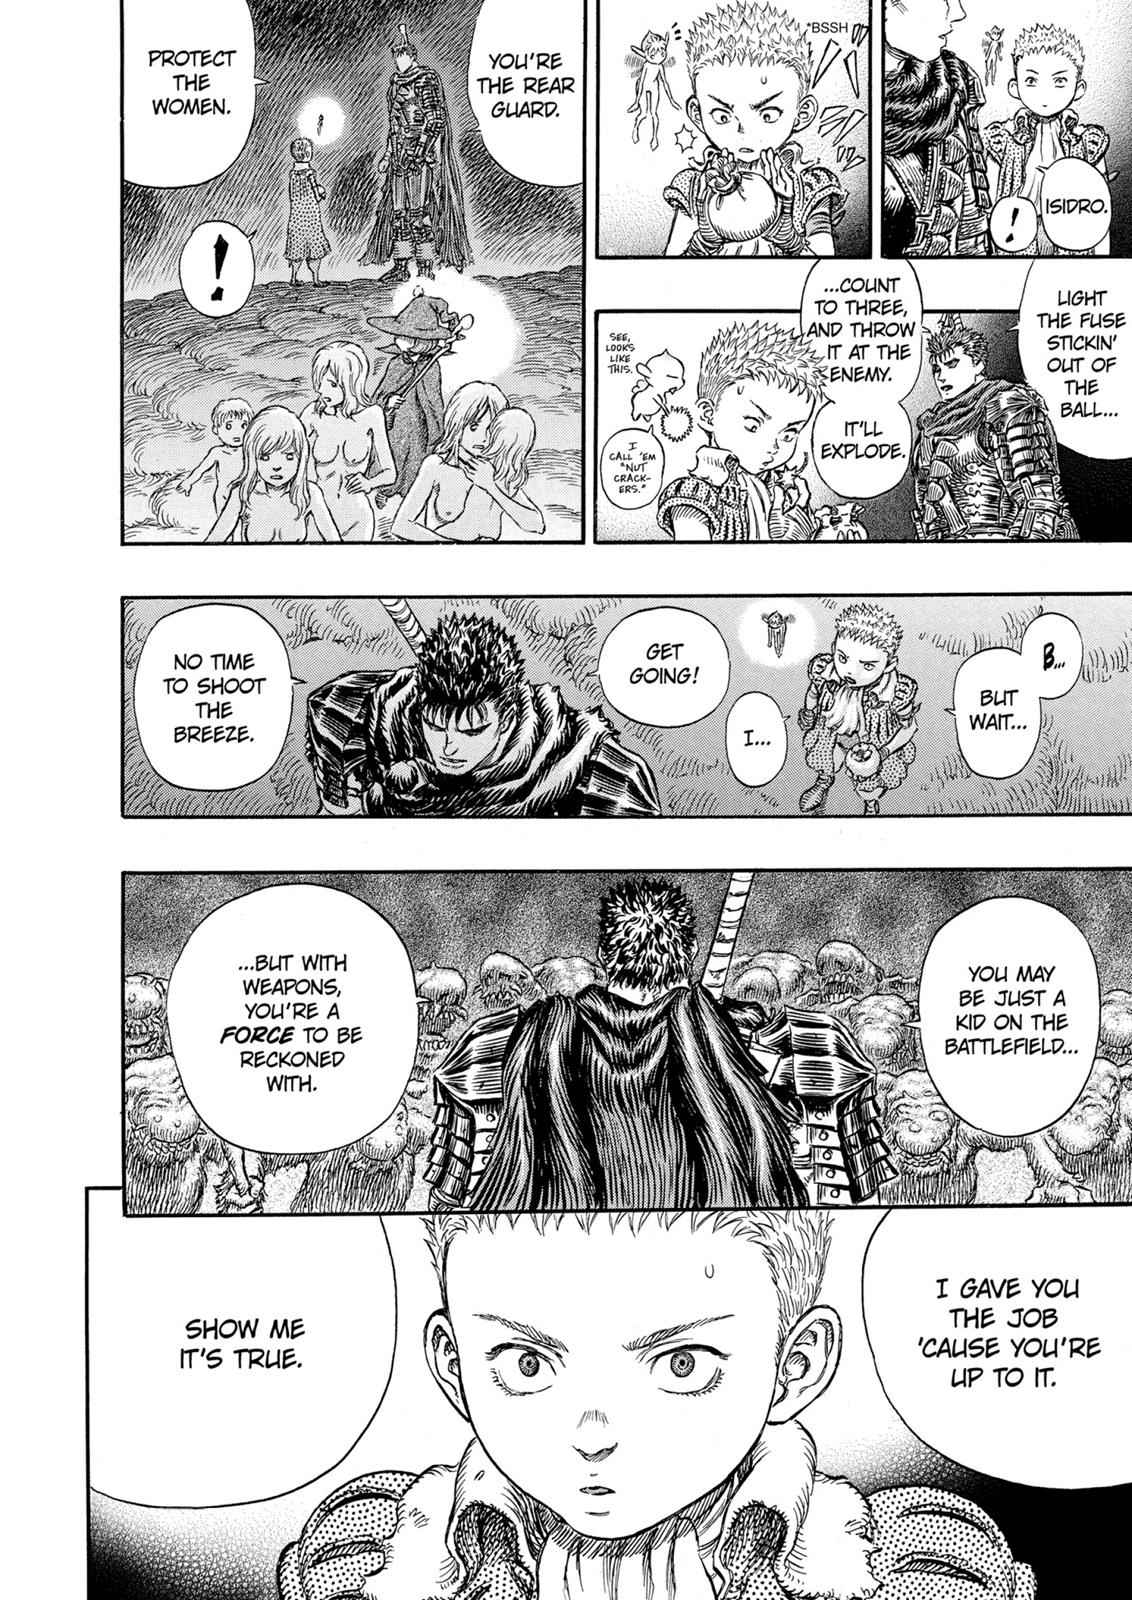 ISIDRO.
!
*BSSH
LIGHT
THE FUSE
STICKIN'
OUT OF
THE
BALL...
...COUNT
TO THREE,
AND THROW
IT AT THE
ENEMY.
IT'LL
EXPLODE.
SEE,
LOOKS
LIKE
THIS.
I
CALL 'EM
"NUT
CRACK-
ERS."
YOU'RE
THE REAR
GUARD.
PROTECT
THE
WOMEN.
!
B...
BUT
WAIT...
I...
GET
GOING!
NO TIME
TO SHOOT
THE
BREEZE.
YOU MAY
BE JUST A
KID ON THE
BATTLEFIELD...
...BUT WITH
WEAPONS,
YOU'RE A
FORCE TO BE
RECKONED
WITH.
I GAVE YOU
THE JOB
'CAUSE YOU'RE
UP TO IT.
SHOW ME
IT'S TRUE.